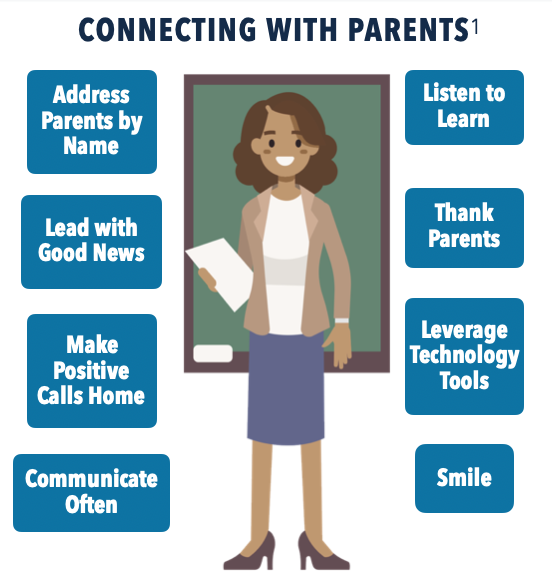 CONNECTING WITH PARENTS¹
Address
Parents by
Name
Lead with
Good News
Make
Positive
Calls Home
Communicate
Often
Listen to
Learn
Thank
Parents
Leverage
Technology
Tools
Smile